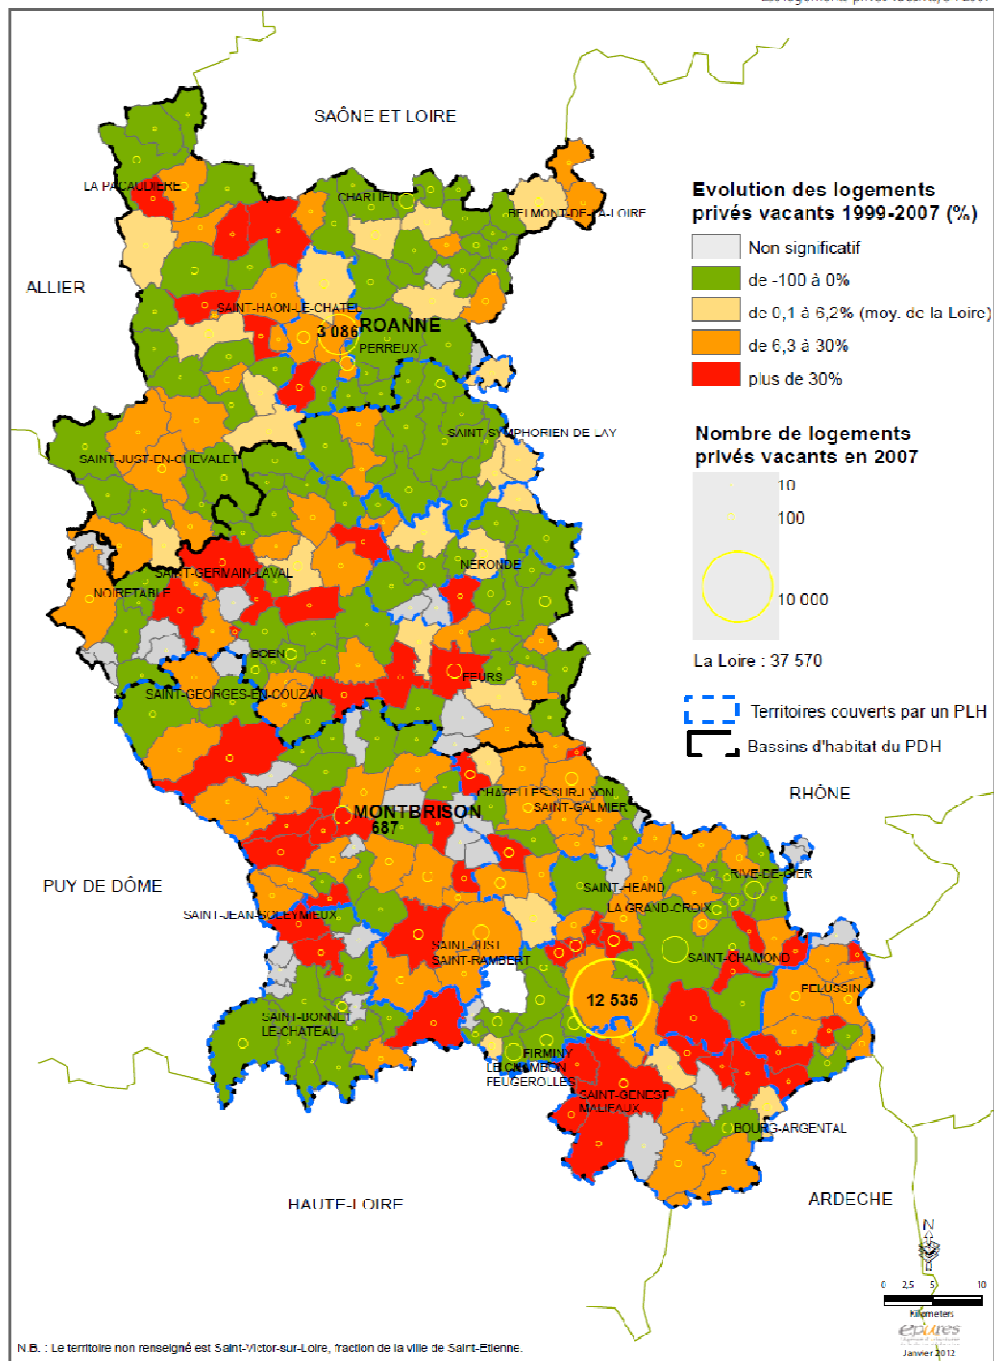 SAÔNE ET LOIRE
LA PACAUDIERE
CHARLIEU
BELMONT-DE-LA-LOIRE
Evolution des logements
privés vacants 1999-2007 (%)
Non significatif
de -100 à 0%
de 0,1 à 6,2% (moy. de la Loire)
de 6,3 à 30%
plus de 30%
ALLIER
SAINT-HAON-LE-CHATEL
3 086
ROANNE
PERREUX
SAINT-SYMPHORIEN-DE-LAY
SAINT-JUST-EN-CHEVALET
Nombre de logements
privés vacants en 2007
10
100
10 000
La Loire : 37 570
NERONDE
SAINT-GERMAIN-LAVAL
NOIRETABLE
BOEN
FEURS
SAINT-GEORGES-EN-COUZAN
Territoires couverts par un PLH
Bassins d'habitat du PDH
RHÔNE
CHAZELLES-SUR-LYON
SAINT-GALMIER
MONTBRISON
687
PUY DE DÔME
RIVE-DE-GIER
SAINT-HEAND
LA GRAND-CROIX
SAINT-JEAN-SOLEYMIEUX
SAINT-JUST
SAINT-RAMBERT
SAINT-CHAMOND
PELUSSIN
12 535
SAINT-BONNET
LE-CHATEAU
FIRMINY
LE CHAMBON
FEUGEROLLES
SAINT-GENEST
MALIFAUX
BOURG-ARGENTAL
HAUTE-LOIRE
ARDECHE
N
0 2,5 5 10
Kilometers
epures
Janvier 2012
N.B. : Le territoire non renseigné est Saint-Victor-sur-Loire, fraction de la ville de Saint-Etienne.